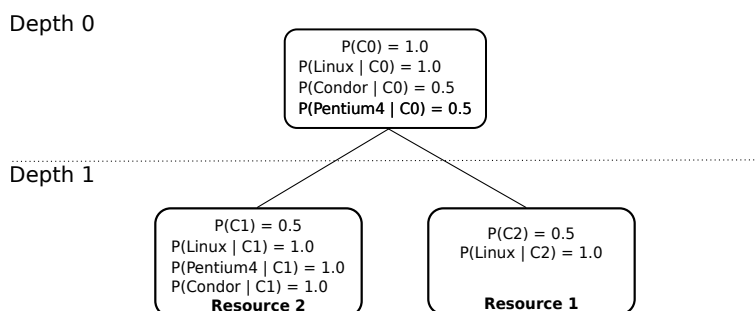 Depth 0
P(C0) = 1.0
P(Linux | C0) = 1.0
P(Condor | C0) = 0.5
P(Pentium4 | C0) = 0.5
Depth 1
P(C1) = 0.5
P(Linux | C1) = 1.0
P(Pentium4 | C1) = 1.0
P(Condor | C1) = 1.0
Resource 2
P(C2) = 0.5
P(Linux | C2) = 1.0
Resource 1